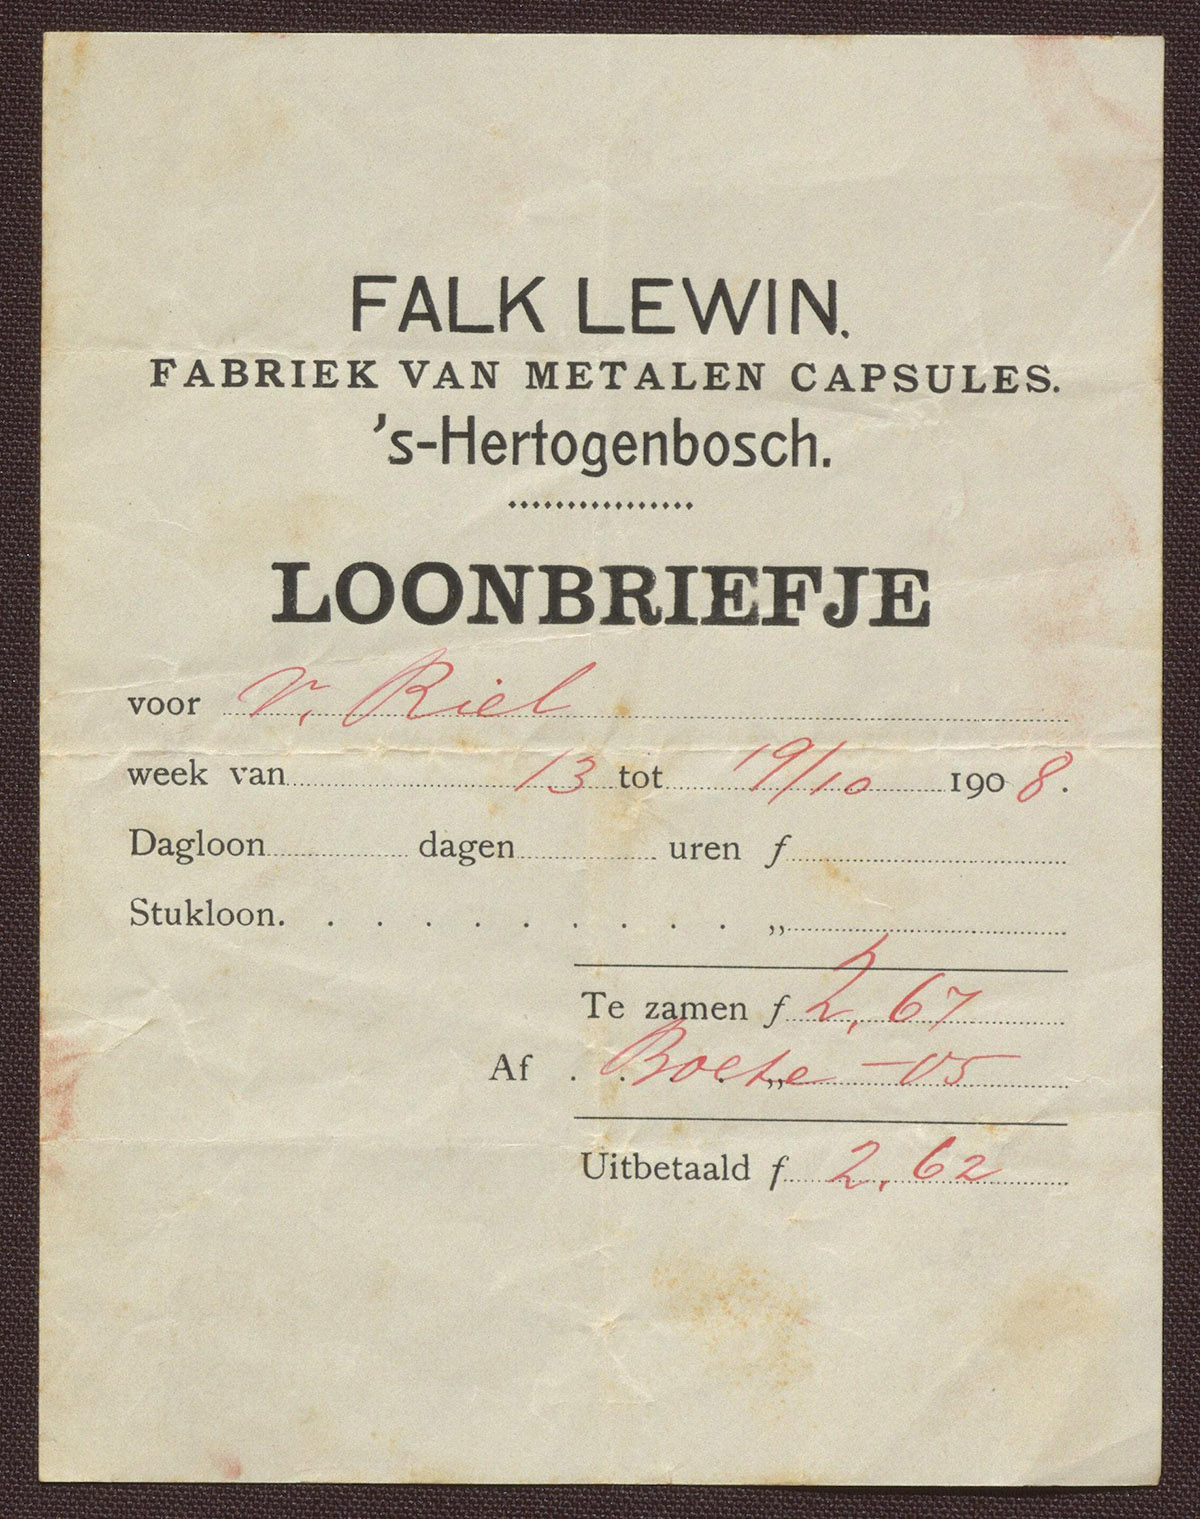 FALK LEWIN.
FABRIEK VAN METALEN CAPSULES.
's-Hertogenbosch.
LOONBRIEFJE
voor v. Riel
week van 13 tot 19/10 1908.
Dagloon dagen uren f
Stukloon. . . . . . . . . . „
Te zamen f 2,67
Af . . Boete „ -05
Uitbetaald f 2,62